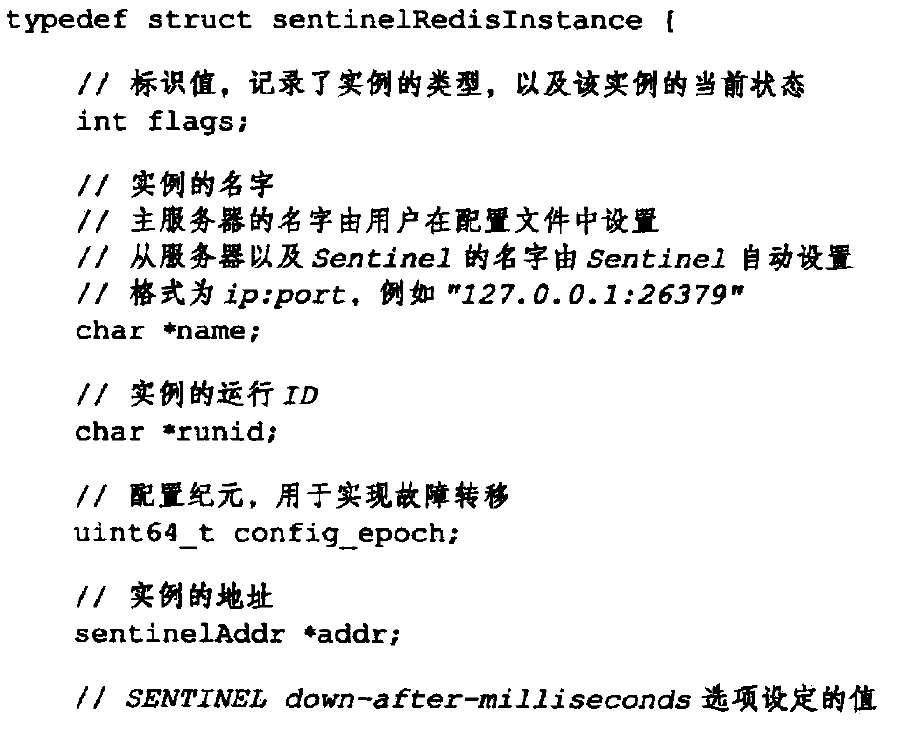 typedef struct sentinelRedisInstance {
// 标识值，记录了实例的类型，以及该实例的当前状态
int flags;
// 实例的名字
// 主服务器的名字由用户在配置文件中设置
// 从服务器以及 Sentinel 的名字由 Sentinel 自动设置
// 格式为 ip:port，例如 "127.0.0.1:26379"
char *name;
// 实例的运行 ID
char *runid;
// 配置纪元，用于实现故障转移
uint64_t config_epoch;
// 实例的地址
sentinelAddr *addr;
// SENTINEL down-after-milliseconds 选项设定的值